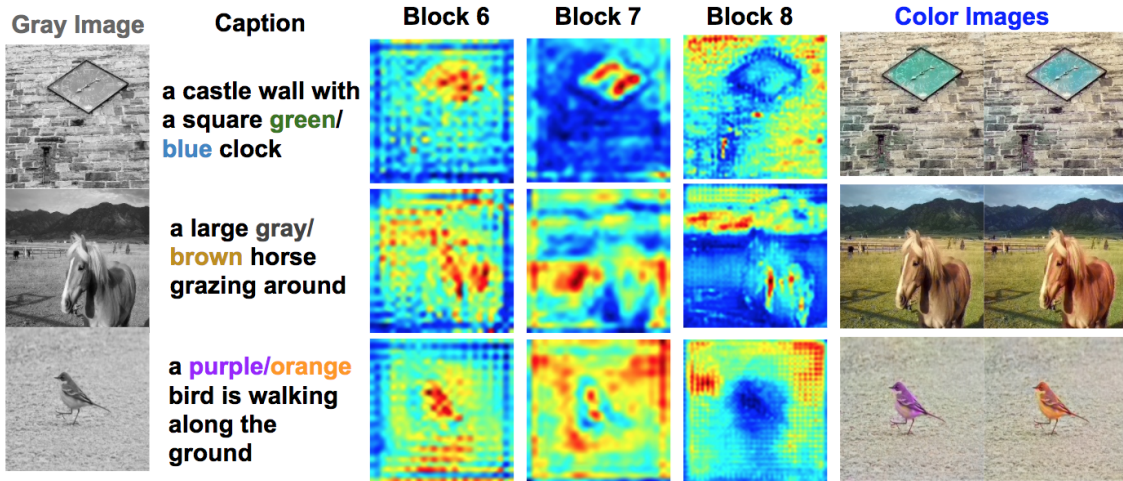 Gray Image
Caption
Block 6
Block 7
Block 8
Color Images
a castle wall with
a square green/
blue clock
a large gray/
brown horse
grazing around
a purple/orange
bird is walking
along the
ground